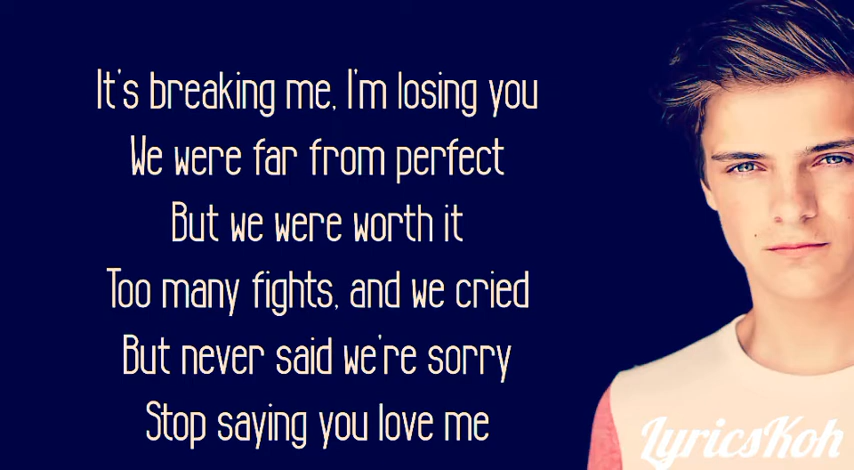 It's breaking me, I'm losing you
We were far from perfect
But we were worth it
Too many fights, and we cried
But never said we're sorry
Stop saying you love me
LyricsKoh